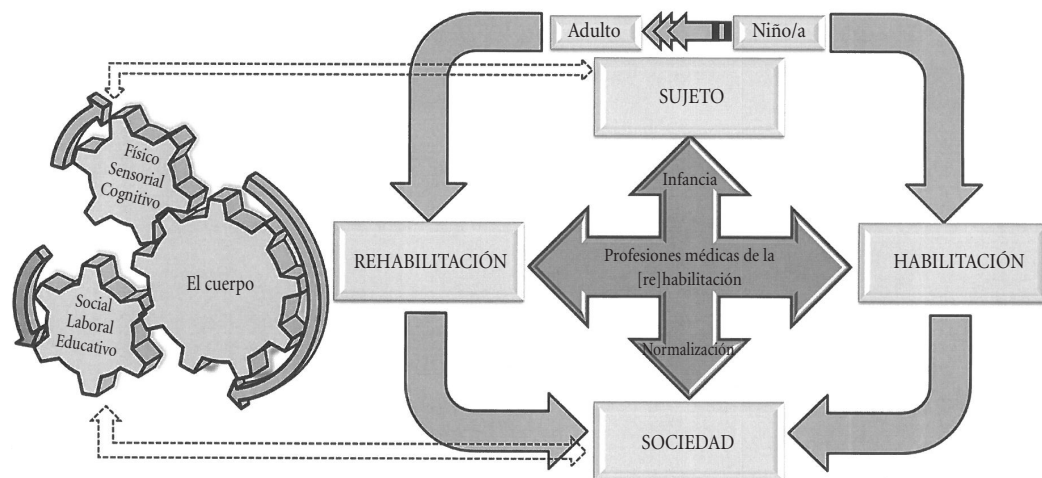 Adulto
Niño/a
SUJETO
Físico
Sensorial
Cognitivo
Infancia
REHABILITACIÓN
Profesiones médicas de la
[re]habilitación
HABILITACIÓN
El cuerpo
Social
Laboral
Educativo
Normalización
SOCIEDAD